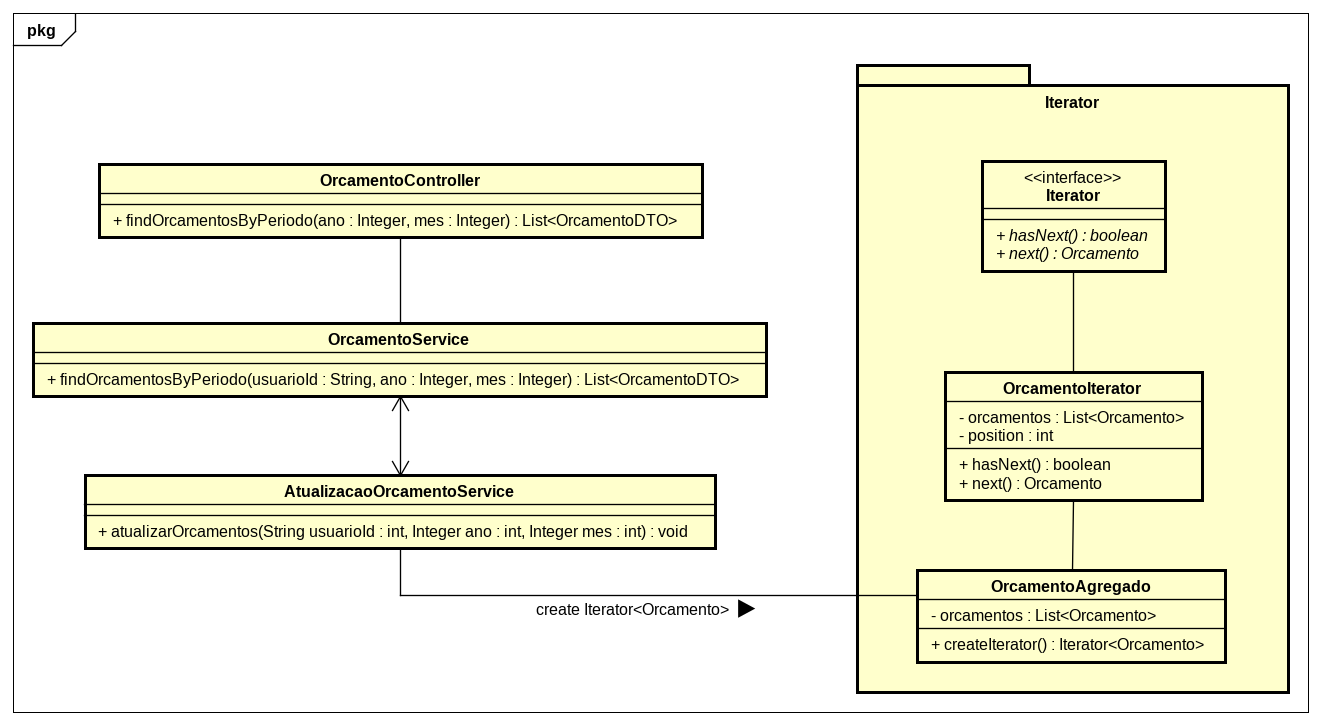 pkg
OrcamentoController
+ findOrcamentosByPeriodo(ano : Integer, mes : Integer) : List<OrcamentoDTO>
OrcamentoService
+ findOrcamentosByPeriodo(usuarioId : String, ano : Integer, mes : Integer) : List<OrcamentoDTO>
AtualizacaoOrcamentoService
+ atualizarOrcamentos(String usuarioId : int, Integer ano : int, Integer mes : int) : void
create Iterator<Orcamento>
Iterator
<<interface>>
Iterator
+ hasNext() : boolean
+ next() : Orcamento
OrcamentoIterator
- orcamentos : List<Orcamento>
- position : int
+ hasNext() : boolean
+ next() : Orcamento
OrcamentoAgregado
- orcamentos : List<Orcamento>
+ createIterator() : Iterator<Orcamento>